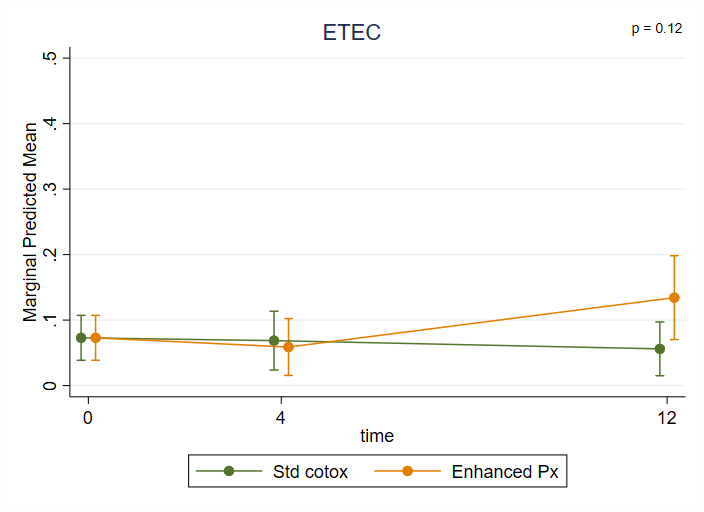 ETEC
p = 0.12
Marginal Predicted Mean
.5
.4
.3
.2
.1
0
0 4 12
time
Std cotox Enhanced Px